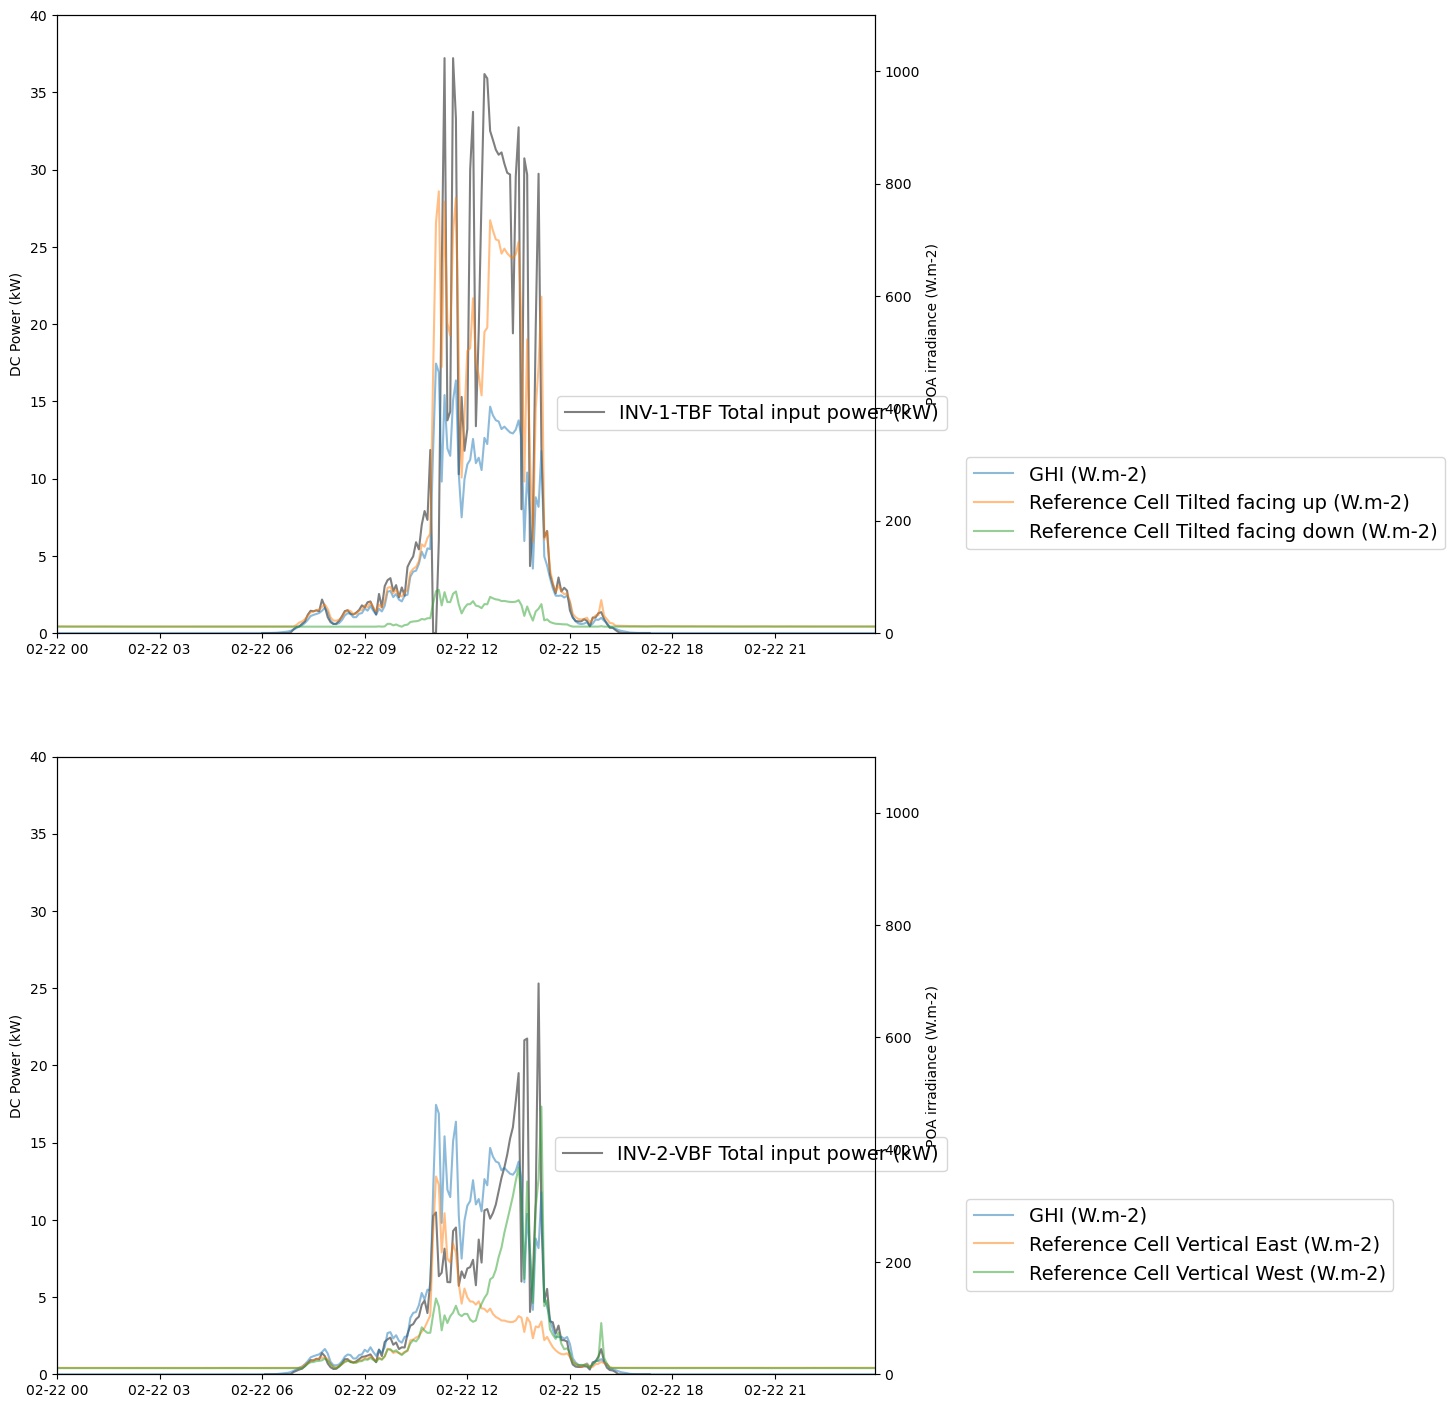 40
35
30
25
20
15
10
5
0
DC Power (kW)
1000
800
600
400
200
0
POA irradiance (W.m-2)
INV-1-TBF Total input power (kW)
GHI (W.m-2)
Reference Cell Tilted facing up (W.m-2)
Reference Cell Tilted facing down (W.m-2)
02-22 00 02-22 03 02-22 06 02-22 09 02-22 12 02-22 15 02-22 18 02-22 21
40
35
30
25
20
15
10
5
0
DC Power (kW)
1000
800
600
400
200
0
POA irradiance (W.m-2)
INV-2-VBF Total input power (kW)
GHI (W.m-2)
Reference Cell Vertical East (W.m-2)
Reference Cell Vertical West (W.m-2)
02-22 00 02-22 03 02-22 06 02-22 09 02-22 12 02-22 15 02-22 18 02-22 21